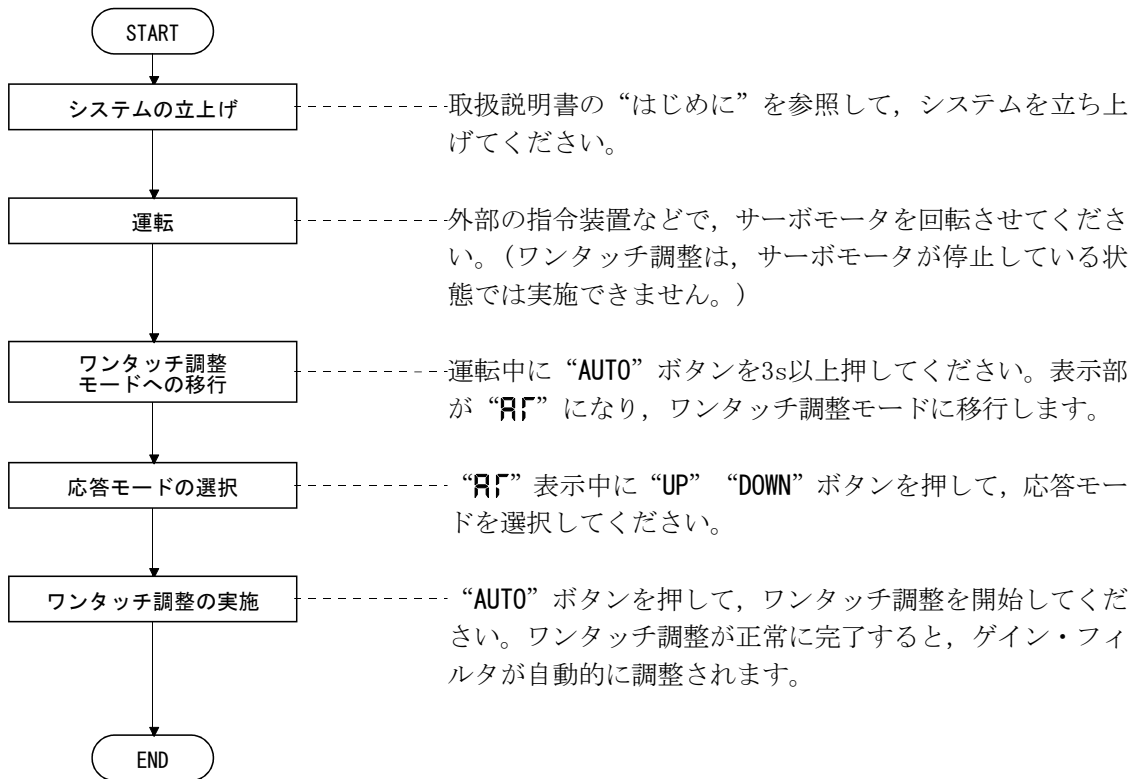 START
システムの立上げ
取扱説明書の“はじめに”を参照して，システムを立ち上
げてください。
運転
外部の指令装置などで，サーボモータを回転させてくださ
い。(ワンタッチ調整は，サーボモータが停止している状
態では実施できません。)
ワンタッチ調整
モードへの移行
運転中に“AUTO”ボタンを3s以上押してください。表示部
が“AГ”になり，ワンタッチ調整モードに移行します。
応答モードの選択
“AГ”表示中に“UP”“DOWN”ボタンを押して，応答モー
ドを選択してください。
ワンタッチ調整の実施
“AUTO”ボタンを押して，ワンタッチ調整を開始してくだ
さい。ワンタッチ調整が正常に完了すると，ゲイン・フィ
ルタが自動的に調整されます。
END